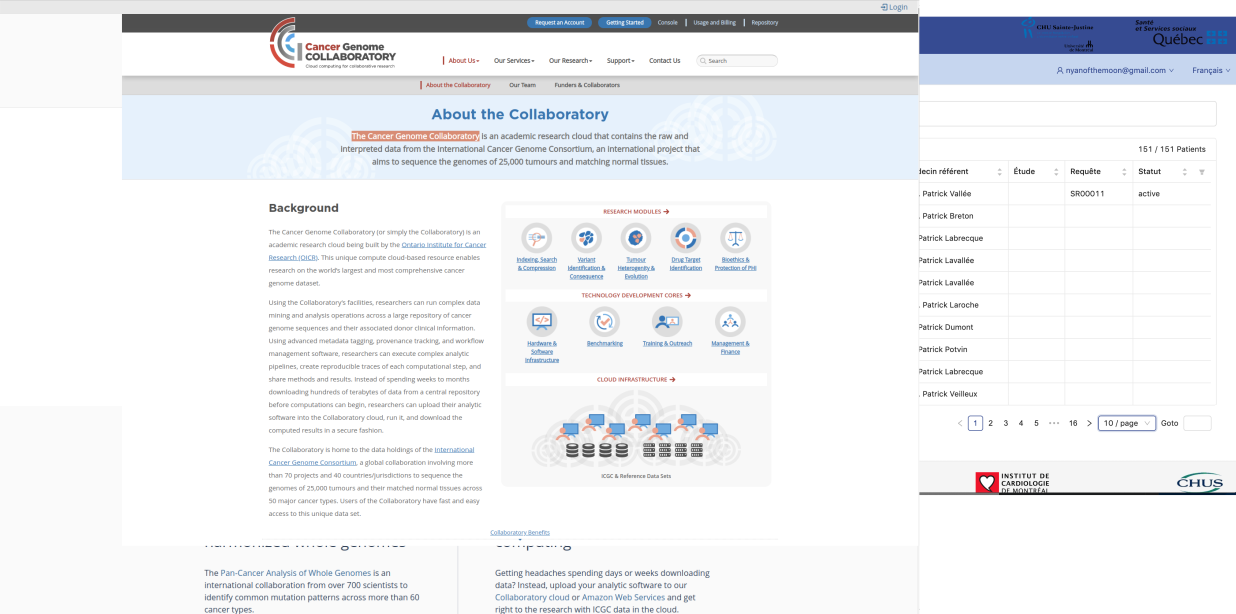 Login
Request an Account
Getting Started
Console
Usage and Billing
Repository
Cancer Genome
COLLABORATORY
Cloud computing for collaborative research
About Us
Our Services
Our Research
Support
Contact Us
Search
About the Collaboratory
Our Team
Funders & Collaborators
About the Collaboratory
The Cancer Genome Collaboratory is an academic research cloud that contains the raw and
interpreted data from the International Cancer Genome Consortium, an international project that
aims to sequence the genomes of 25,000 tumours and matching normal tissues.
Background
The Cancer Genome Collaboratory (or simply the Collaboratory) is an
academic research cloud being built by the Ontario Institute for Cancer
Research (OICR). This unique compute cloud-based resource enables
research on the world's largest and most comprehensive cancer
genome dataset.
Using the Collaboratory's facilities, researchers can run complex data
mining and analysis operations across a large repository of cancer
genome sequences and their associated donor clinical information.
Using advanced metadata tagging, provenance tracking, and workflow
management software, researchers can execute complex analytic
pipelines, create reproducible traces of each computational step, and
share methods and results. Instead of spending weeks to months
downloading hundreds of terabytes of data from a central repository
before computations can begin, researchers can upload their analytic
software into the Collaboratory cloud, run it, and download the
computed results in a secure fashion.
The Collaboratory is home to the data holdings of the International
Cancer Genome Consortium, a global collaboration involving more
than 70 projects and 40 countries/jurisdictions to sequence the
genomes of 25,000 tumours and their matched normal tissues across
50 major cancer types. Users of the Collaboratory have fast and easy
access to this unique data set.
RESEARCH MODULES
Indexing, Search
& Compression
Variant
Identification &
Consequence
Tumour
Heterogenity &
Evolution
Drug Target
Identification
Bioethics &
Protection of PHI
TECHNOLOGY DEVELOPMENT CORES
Hardware &
Software
Infrastructure
Benchmarking
Training & Outreach
Management &
Finance
CLOUD INFRASTRUCTURE
ICGC & Reference Data Sets
Collaboratory Benefits
The Pan-Cancer Analysis of Whole Genomes is an
international collaboration from over 700 scientists to
identify common mutation patterns across more than 60
cancer types.
computing
Getting headaches spending days or weeks downloading
data? Instead, upload your analytic software to our
Collaboratory cloud or Amazon Web Services and get
right to the research with ICGC data in the cloud.
CHU Sainte-Justine
Université de Montréal
Santé
et Services sociaux
Québec
nyanofthemoon@gmail.com
Français
151 / 151 Patients
decin référent
Étude
Requête
Statut
Patrick Vallée
SR00011
active
Patrick Breton
Patrick Labrecque
Patrick Lavallée
Patrick Lavallée
Patrick Laroche
Patrick Dumont
Patrick Potvin
Patrick Labrecque
Patrick Veilleux
< 1 2 3 4 5 ••• 16 > 10 / page Goto
INSTITUT DE
CARDIOLOGIE
DE MONTRÉAL
CHUS